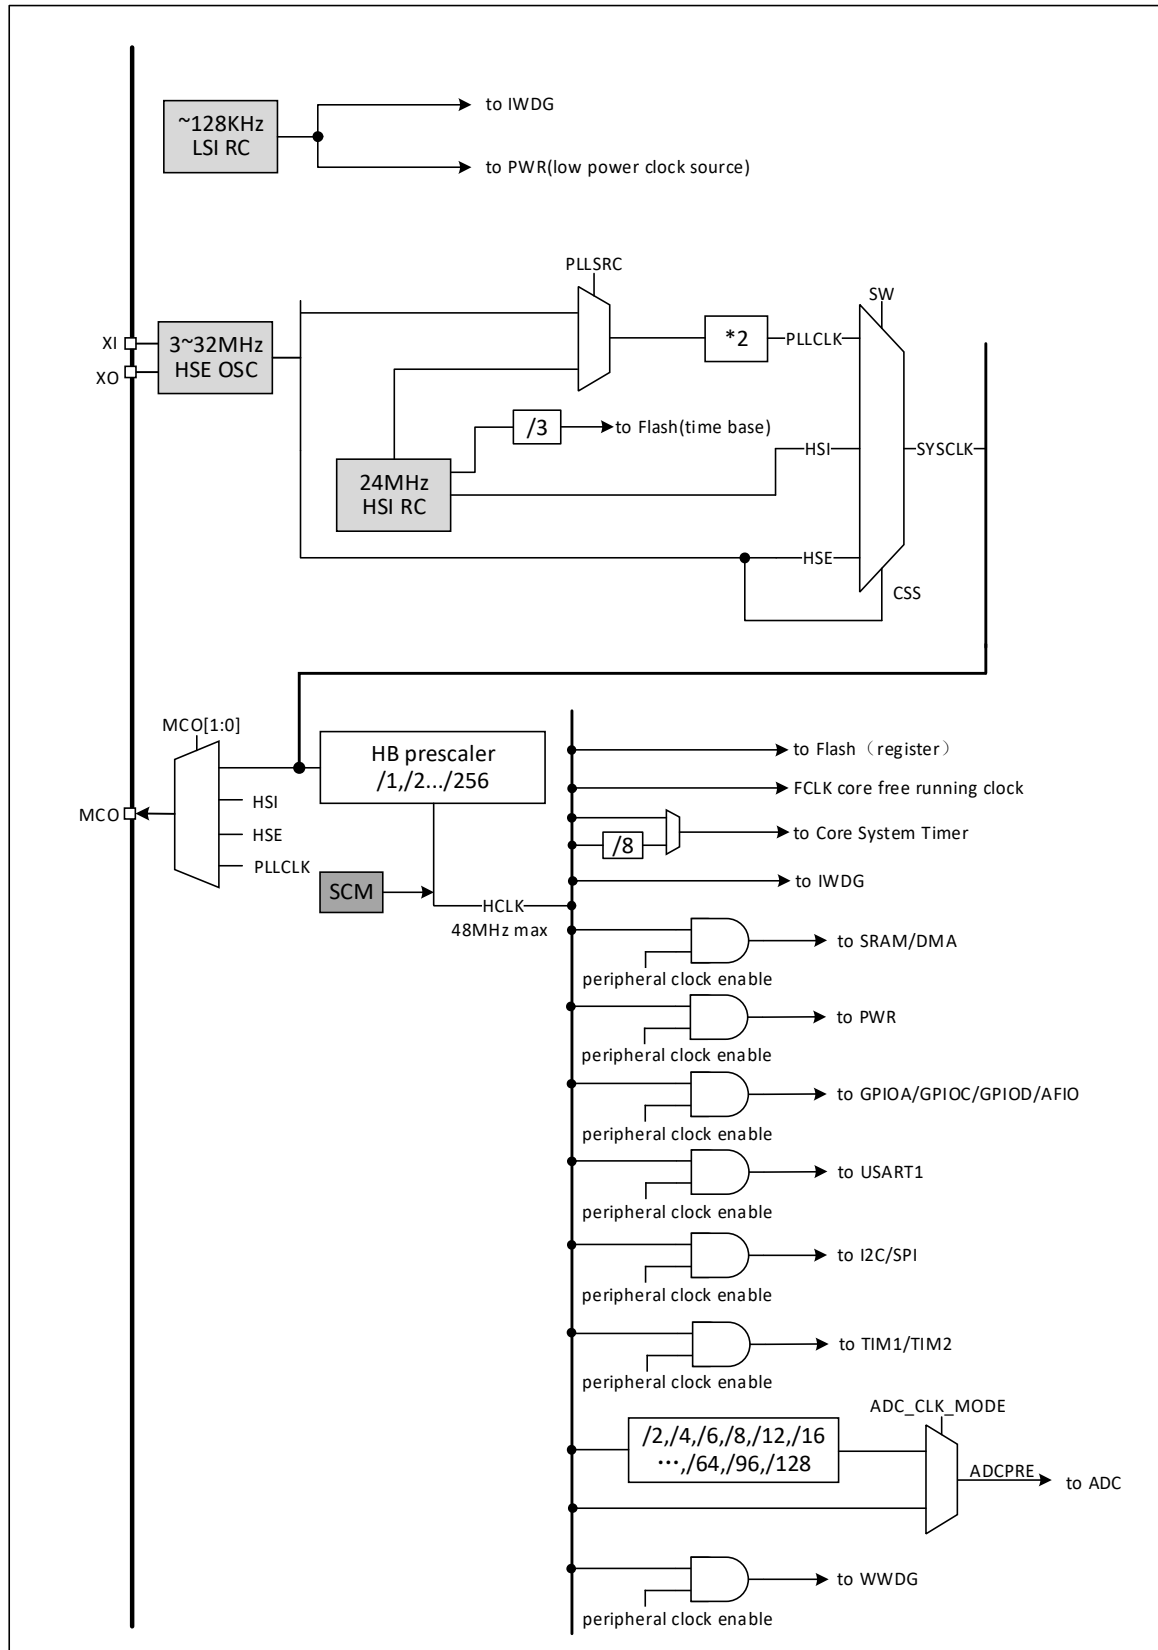 ~128KHz
LSI RC
to IWDG
to PWR(low power clock source)
PLLSRC
SW
XI
XO
3~32MHz
HSE OSC
*2
PLLCLK
/3
to Flash(time base)
24MHz
HSI RC
HSI
SYSCLK
HSE
CSS
MCO[1:0]
HSI
HSE
PLLCLK
MCO
HB prescaler
/1,/2.../256
SCM
HCLK
48MHz max
to Flash（register）
FCLK core free running clock
/8
to Core System Timer
to IWDG
to SRAM/DMA
peripheral clock enable
to PWR
peripheral clock enable
to GPIOA/GPIOC/GPIOD/AFIO
peripheral clock enable
to USART1
peripheral clock enable
to I2C/SPI
peripheral clock enable
to TIM1/TIM2
peripheral clock enable
ADC_CLK_MODE
/2,/4,/6,/8,/12,/16
…,/64,/96,/128
ADCPRE
to ADC
to WWDG
peripheral clock enable